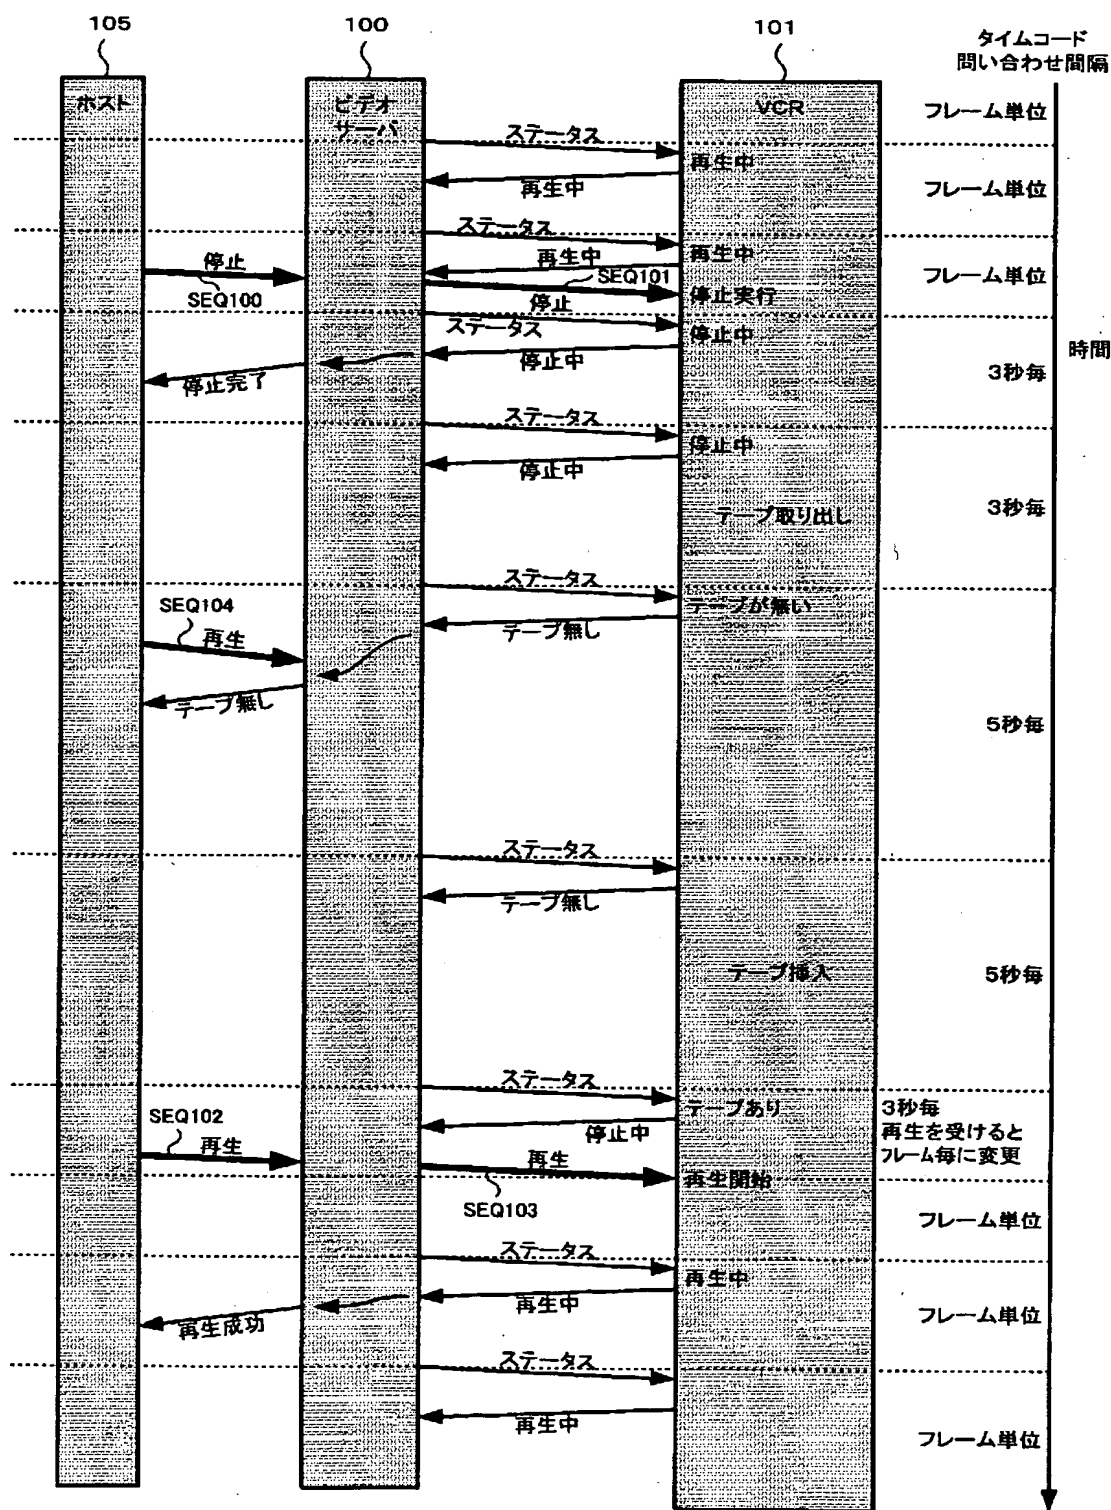 105
100
101
タイムコード
問い合わせ間隔
ホスト
ビデオ
サーバ
VCR
フレーム単位
ステータス
再生中
再生中
フレーム単位
ステータス
再生中
再生中
停止
SEQ100
SEQ101
停止
停止実行
フレーム単位
ステータス
停止中
停止中
停止完了
3秒毎
時間
ステータス
停止中
停止中
テープ取り出し
3秒毎
ステータス
テープが無い
SEQ104
再生
テープ無し
テープ無し
5秒毎
ステータス
テープ無し
テープ挿入
5秒毎
ステータス
テープあり
停止中
3秒毎
再生を受けると
フレーム毎に変更
SEQ102
再生
再生
再生開始
SEQ103
フレーム単位
ステータス
再生中
再生中
再生成功
フレーム単位
ステータス
再生中
フレーム単位